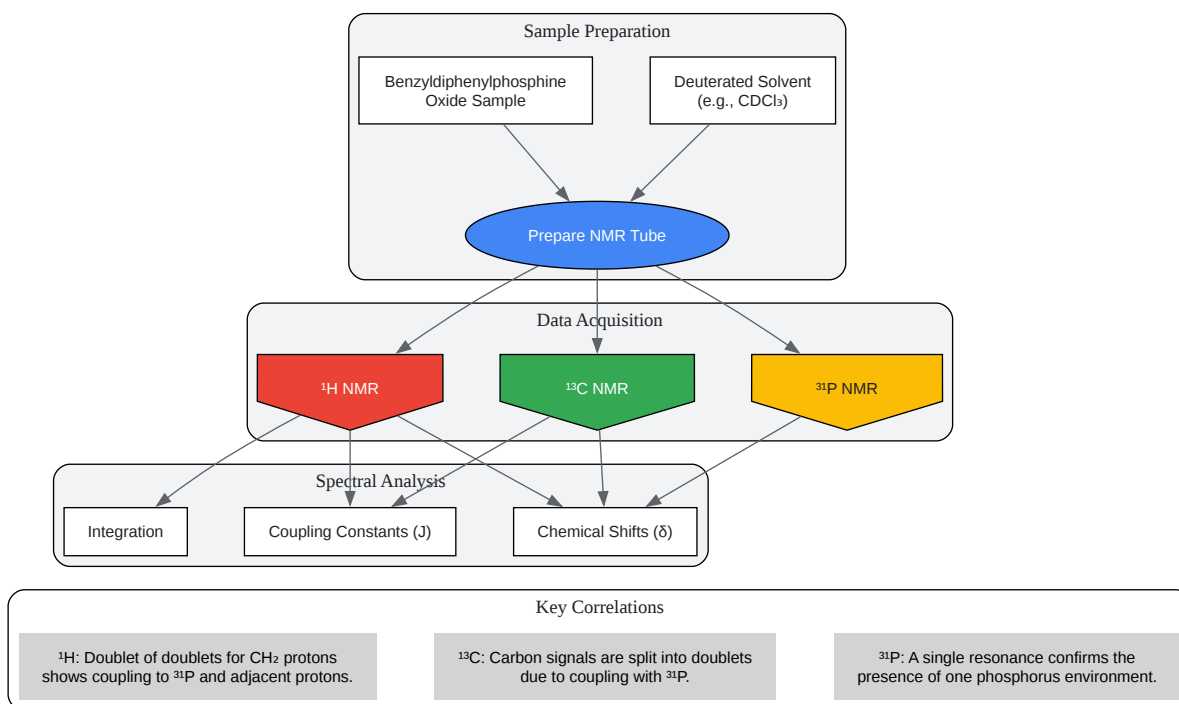 Sample Preparation
Benzyldiphenylphosphine
Oxide Sample
Deuterated Solvent
(e.g., CDCl₃)
Prepare NMR Tube
Data Acquisition
¹H NMR
¹³C NMR
³¹P NMR
Spectral Analysis
Integration
Coupling Constants (J)
Chemical Shifts (δ)
Key Correlations
¹H: Doublet of doublets for CH₂ protons
shows coupling to ³¹P and adjacent protons.
¹³C: Carbon signals are split into doublets
due to coupling with ³¹P.
³¹P: A single resonance confirms the
presence of one phosphorus environment.